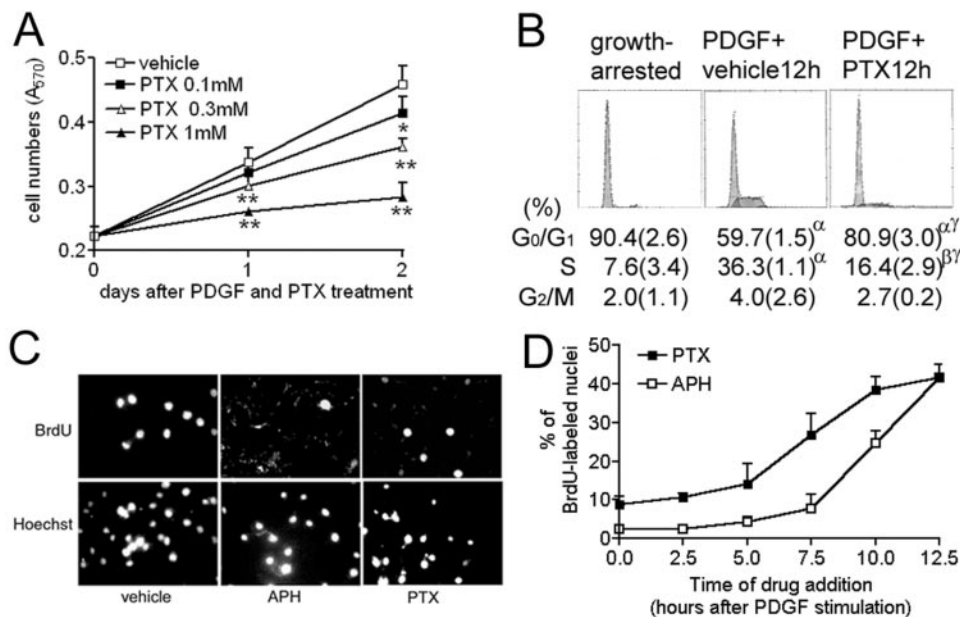 A
vehicle
PTX 0.1mM
PTX 0.3mM
PTX 1mM
cell numbers (A570)
0.5
0.4
0.3
0.2
*
**
**
**
**
0
1
2
days after PDGF and PTX treatment
B
growth-
arrested
PDGF+
vehicle12h
PDGF+
PTX12h
(%)
G0/G1 90.4(2.6) 59.7(1.5)α 80.9(3.0)αγ
S 7.6(3.4) 36.3(1.1)α 16.4(2.9)βγ
G2/M 2.0(1.1) 4.0(2.6) 2.7(0.2)
C
BrdU
Hoechst
vehicle APH PTX
D
PTX
APH
% of
BrdU-labeled nuclei
50
40
30
20
10
0
0.0 2.5 5.0 7.5 10.0 12.5
Time of drug addition
(hours after PDGF stimulation)